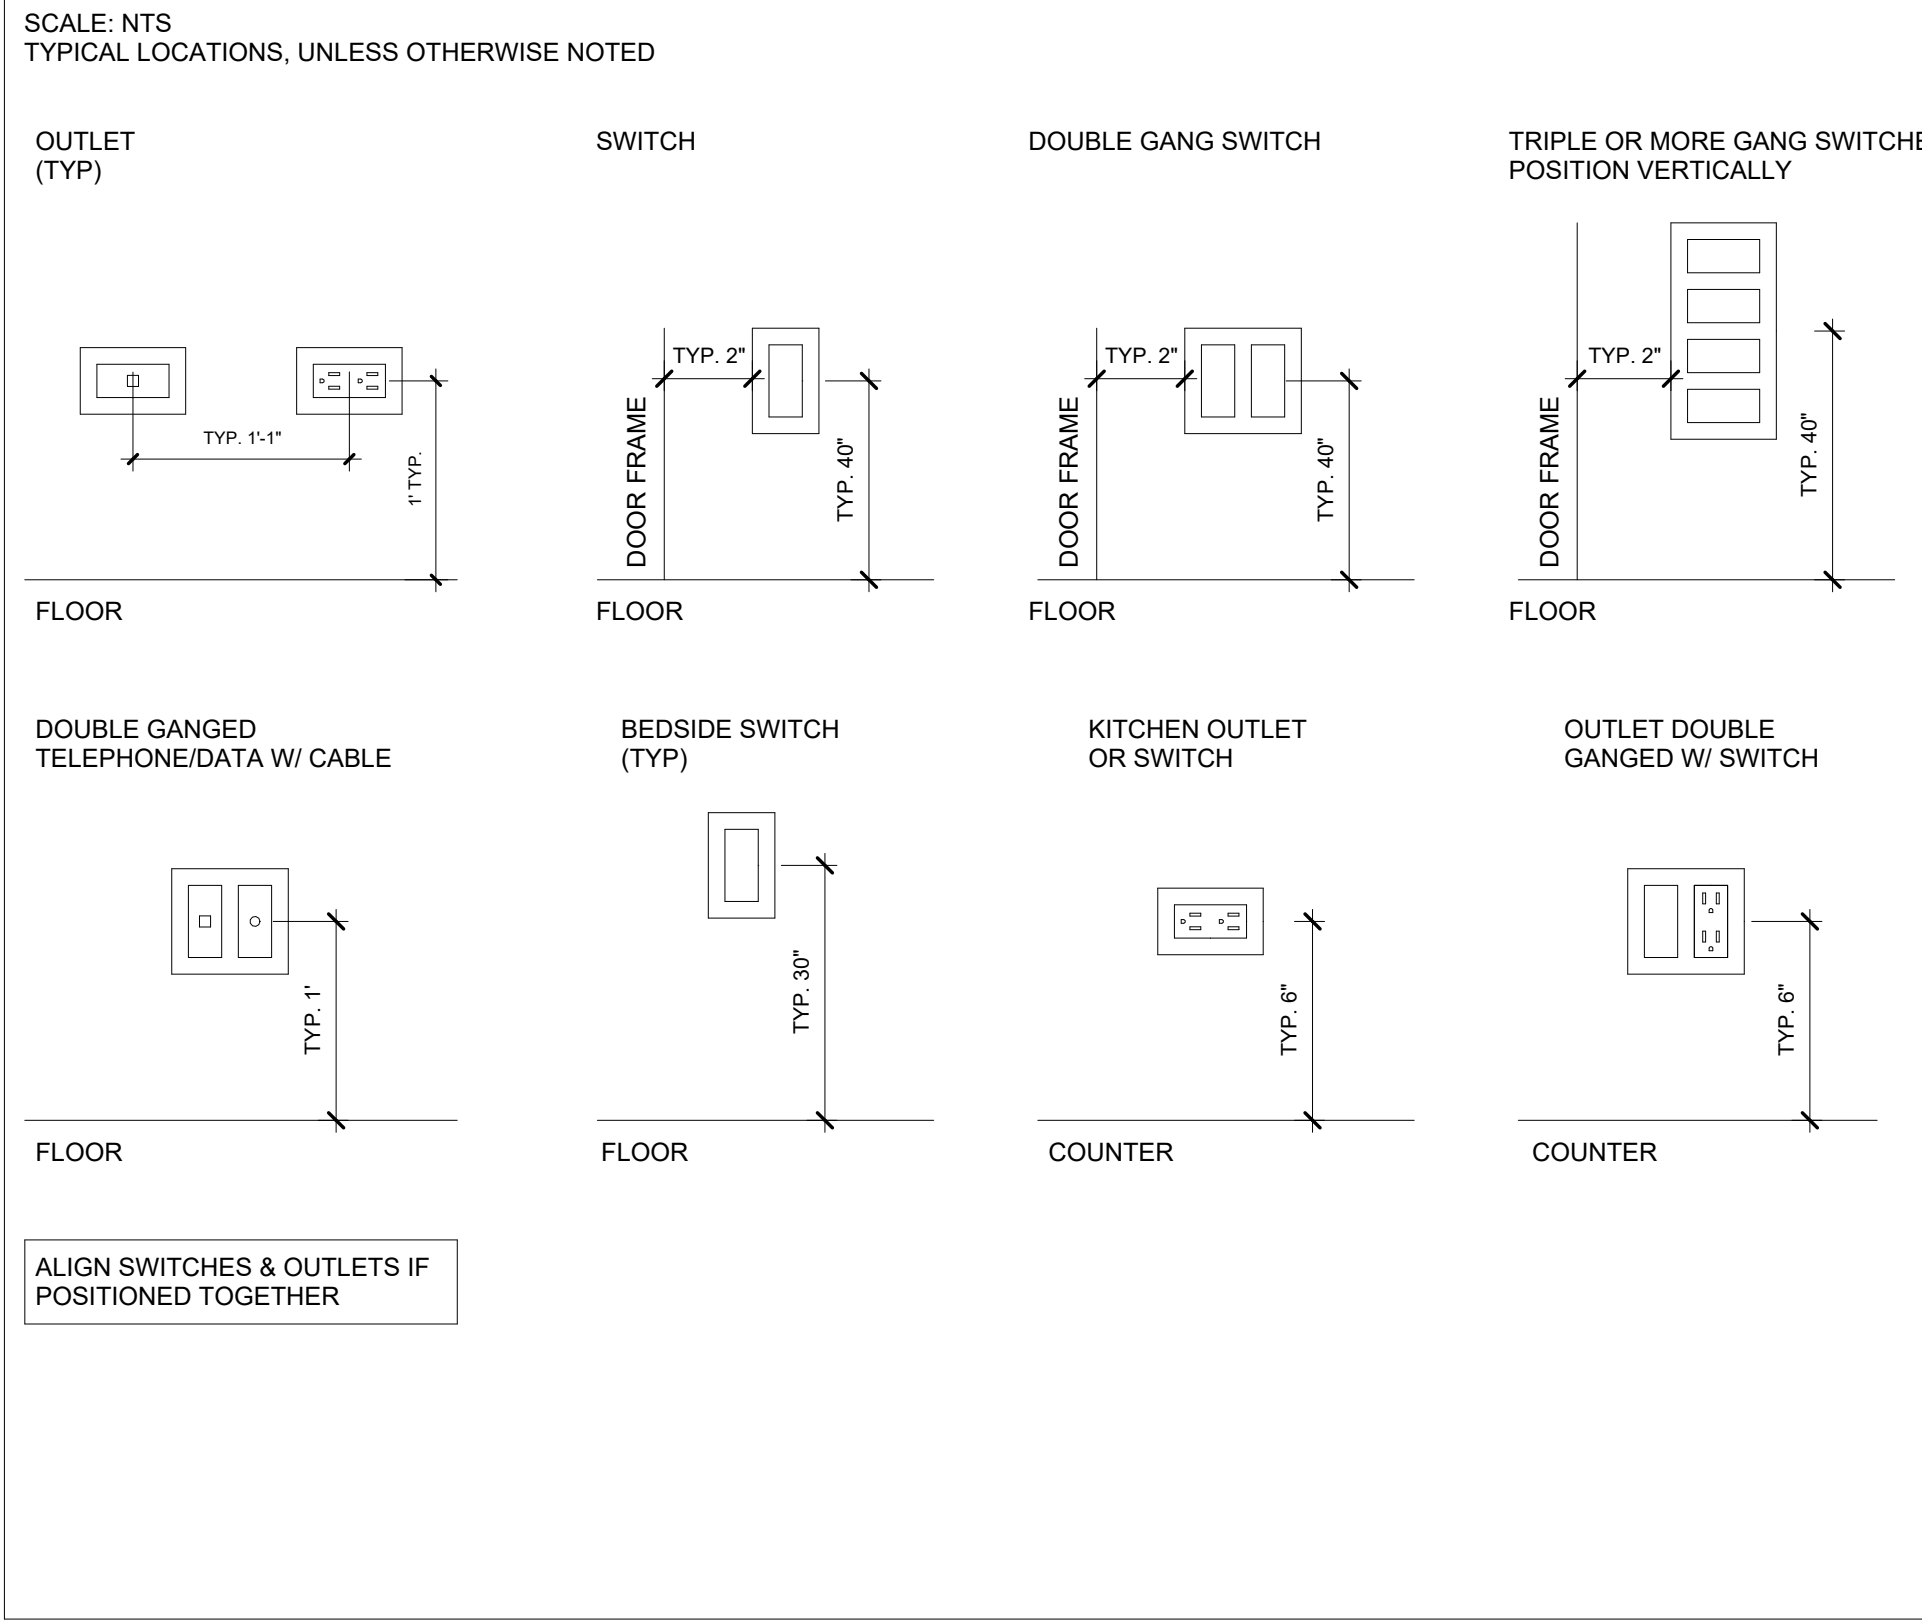 SCALE: NTS
TYPICAL LOCATIONS, UNLESS OTHERWISE NOTED
OUTLET
(TYP)
SWITCH
DOUBLE GANG SWITCH
TRIPLE OR MORE GANG SWITCHE
POSITION VERTICALLY
TYP. 1'-1"
1' TYP.
FLOOR
TYP. 2"
DOOR FRAME
TYP. 40"
FLOOR
TYP. 2"
DOOR FRAME
TYP. 40"
FLOOR
TYP. 2"
DOOR FRAME
TYP. 40"
FLOOR
DOUBLE GANGED
TELEPHONE/DATA W/ CABLE
TYP. 1'
FLOOR
BEDSIDE SWITCH
(TYP)
TYP. 30"
FLOOR
KITCHEN OUTLET
OR SWITCH
TYP. 6"
COUNTER
OUTLET DOUBLE
GANGED W/ SWITCH
TYP. 6"
COUNTER
ALIGN SWITCHES & OUTLETS IF
POSITIONED TOGETHER